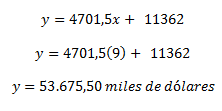 y = 4701,5x + 11362
y = 4701,5(9) + 11362
y = 53.675,50 miles de dólares